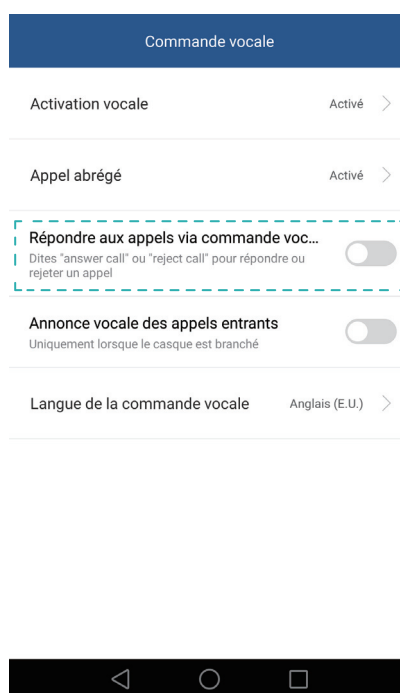 Commande vocale
Activation vocale Activé
Appel abrégé Activé
Répondre aux appels via commande voc...
Dites "answer call" ou "reject call" pour répondre ou
rejeter un appel
Annonce vocale des appels entrants
Uniquement lorsque le casque est branché
Langue de la commande vocale Anglais (E.U.)